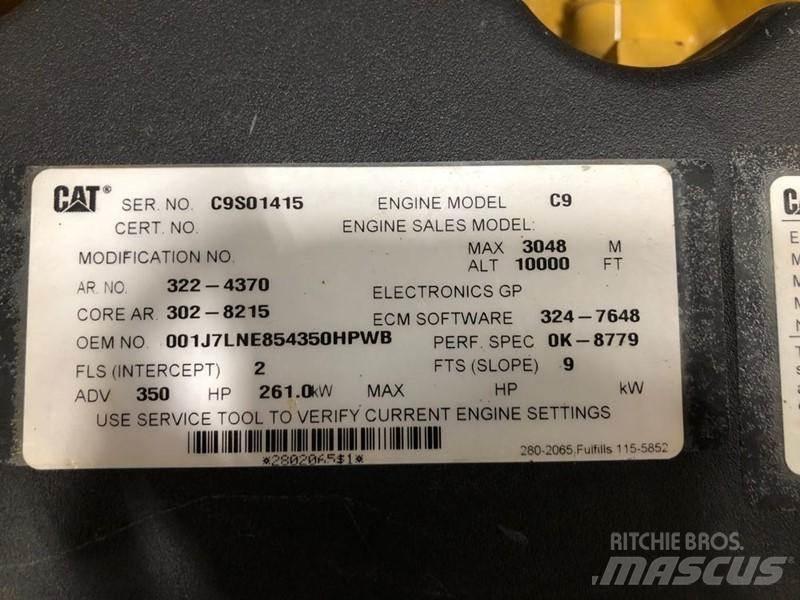 CAT® SER. NO. C9S01415 ENGINE MODEL C9
CERT. NO. ENGINE SALES MODEL:
MODIFICATION NO. MAX 3048 M
ALT 10000 FT
AR. NO. 322-4370 ELECTRONICS GP
CORE AR. 302-8215 ECM SOFTWARE 324-7648
OEM NO. 001J7LNE854350HPWB PERF. SPEC 0K-8779
FLS (INTERCEPT) 2 FTS (SLOPE) 9
ADV 350 HP 261.0kW MAX HP kW
USE SERVICE TOOL TO VERIFY CURRENT ENGINE SETTINGS
*2802065$1*
280-2065, Fulfills 115-5852
RITCHIE BROS.
MASCUS